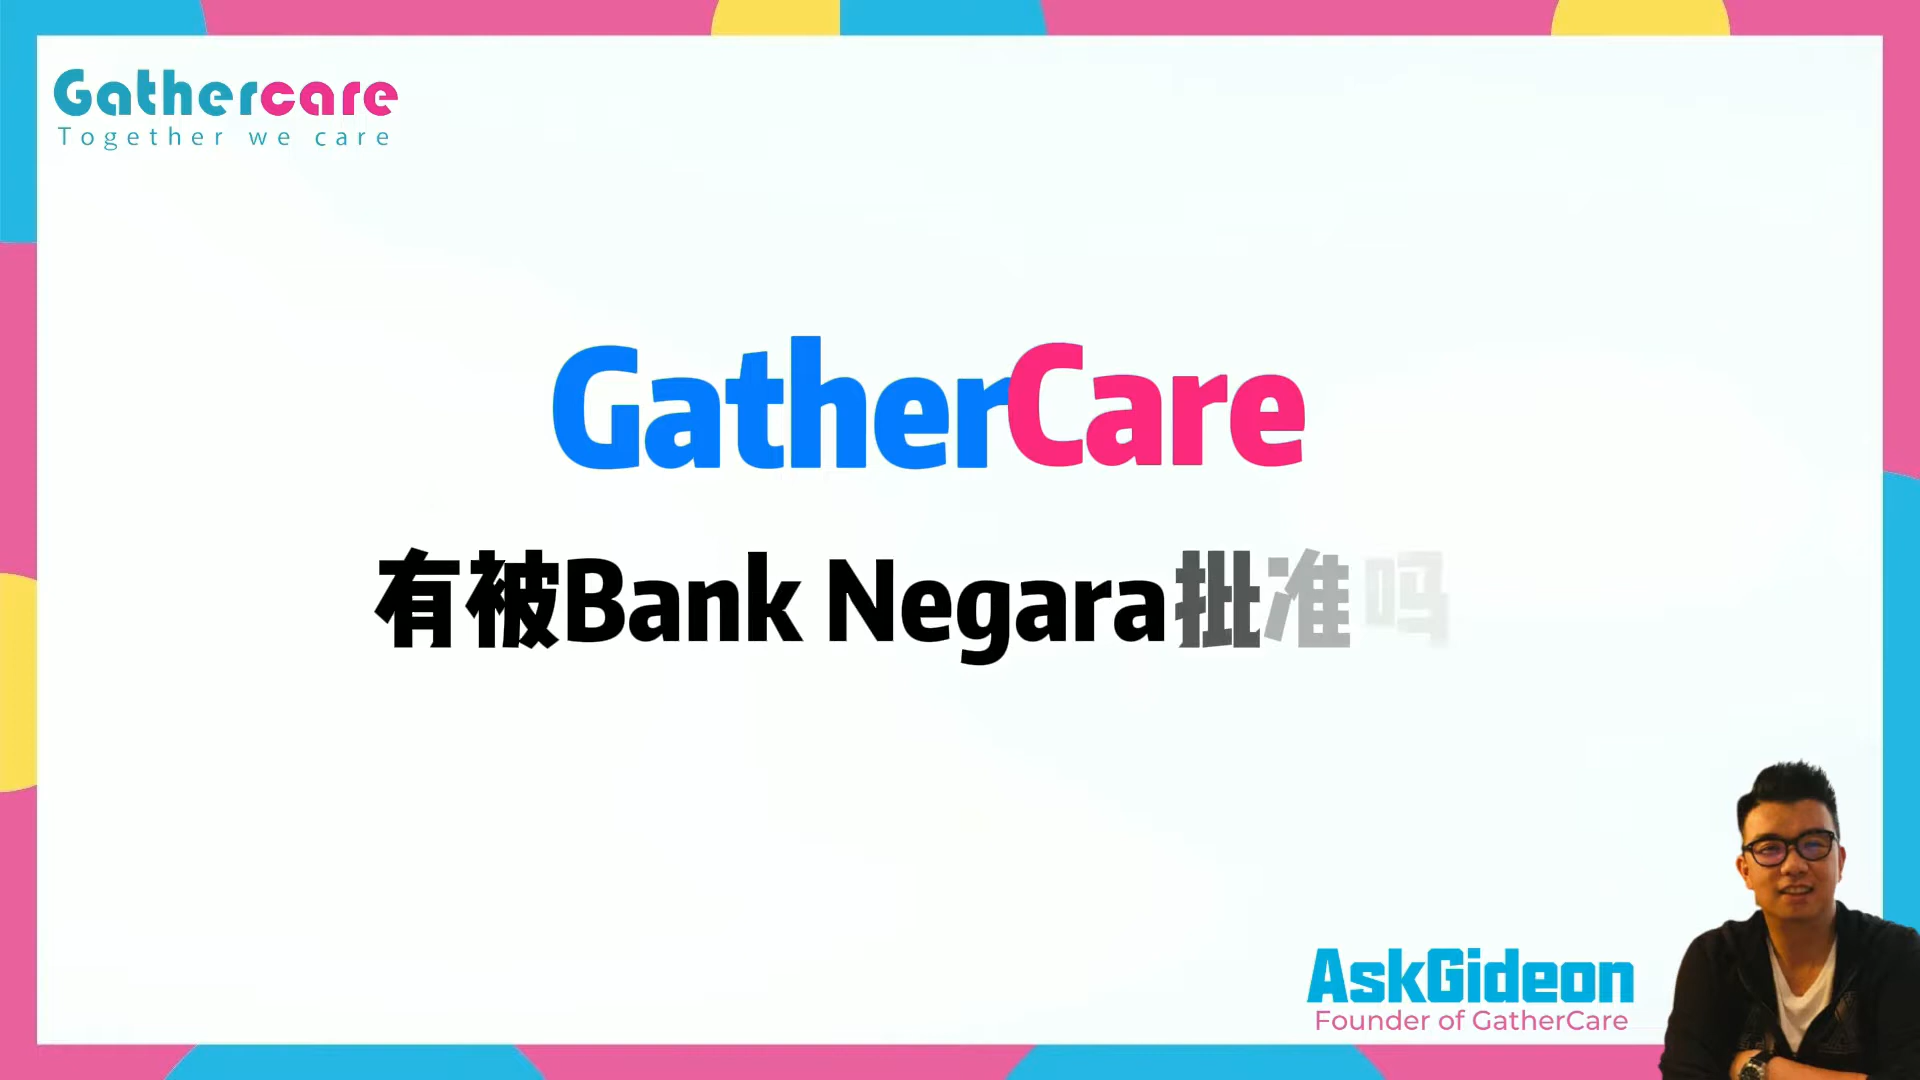 Gathercare
Together we care
GatherCare
有被Bank Negara批准吗
AskGideon
Founder of GatherCare